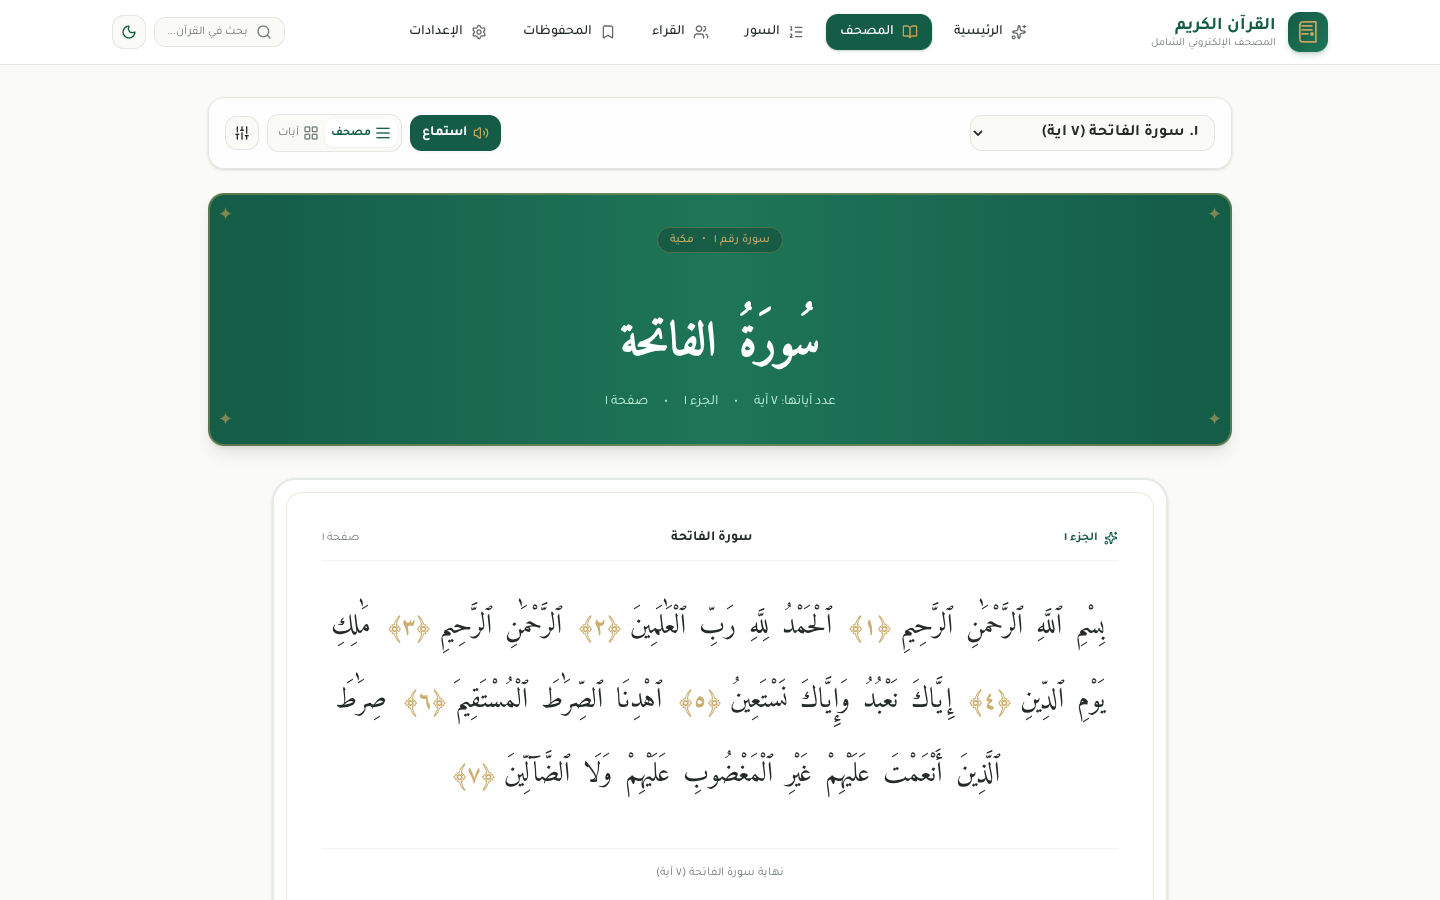 القرآن الكريم
المصحف الإلكتروني الشامل
الرئيسية
المصحف
السور
القراء
المحفوظات
الإعدادات
بحث في القرآن...
١. سورة الفاتحة (٧ آية)
استماع
مصحف
آيات
سورة رقم ١ • مكية
سُورَةُ الفاتحة
عدد آياتها: ٧ آية • الجزء ١ • صفحة ١
الجزء ١
سورة الفاتحة
صفحة ١
بِسْمِ ٱللَّهِ ٱلرَّحْمَٰنِ ٱلرَّحِيمِ ﴿١﴾ ٱلْحَمْدُ لِلَّهِ رَبِّ ٱلْعَٰلَمِينَ ﴿٢﴾ ٱلرَّحْمَٰنِ ٱلرَّحِيمِ ﴿٣﴾ مَٰلِكِ
يَوْمِ ٱلدِّينِ ﴿٤﴾ إِيَّاكَ نَعْبُدُ وَإِيَّاكَ نَسْتَعِينُ ﴿٥﴾ ٱهْدِنَا ٱلصِّرَٰطَ ٱلْمُسْتَقِيمَ ﴿٦﴾ صِرَٰطَ
ٱلَّذِينَ أَنْعَمْتَ عَلَيْهِمْ غَيْرِ ٱلْمَغْضُوبِ عَلَيْهِمْ وَلَا ٱلضَّآلِّينَ ﴿٧﴾
نهاية سورة الفاتحة (٧ آية)